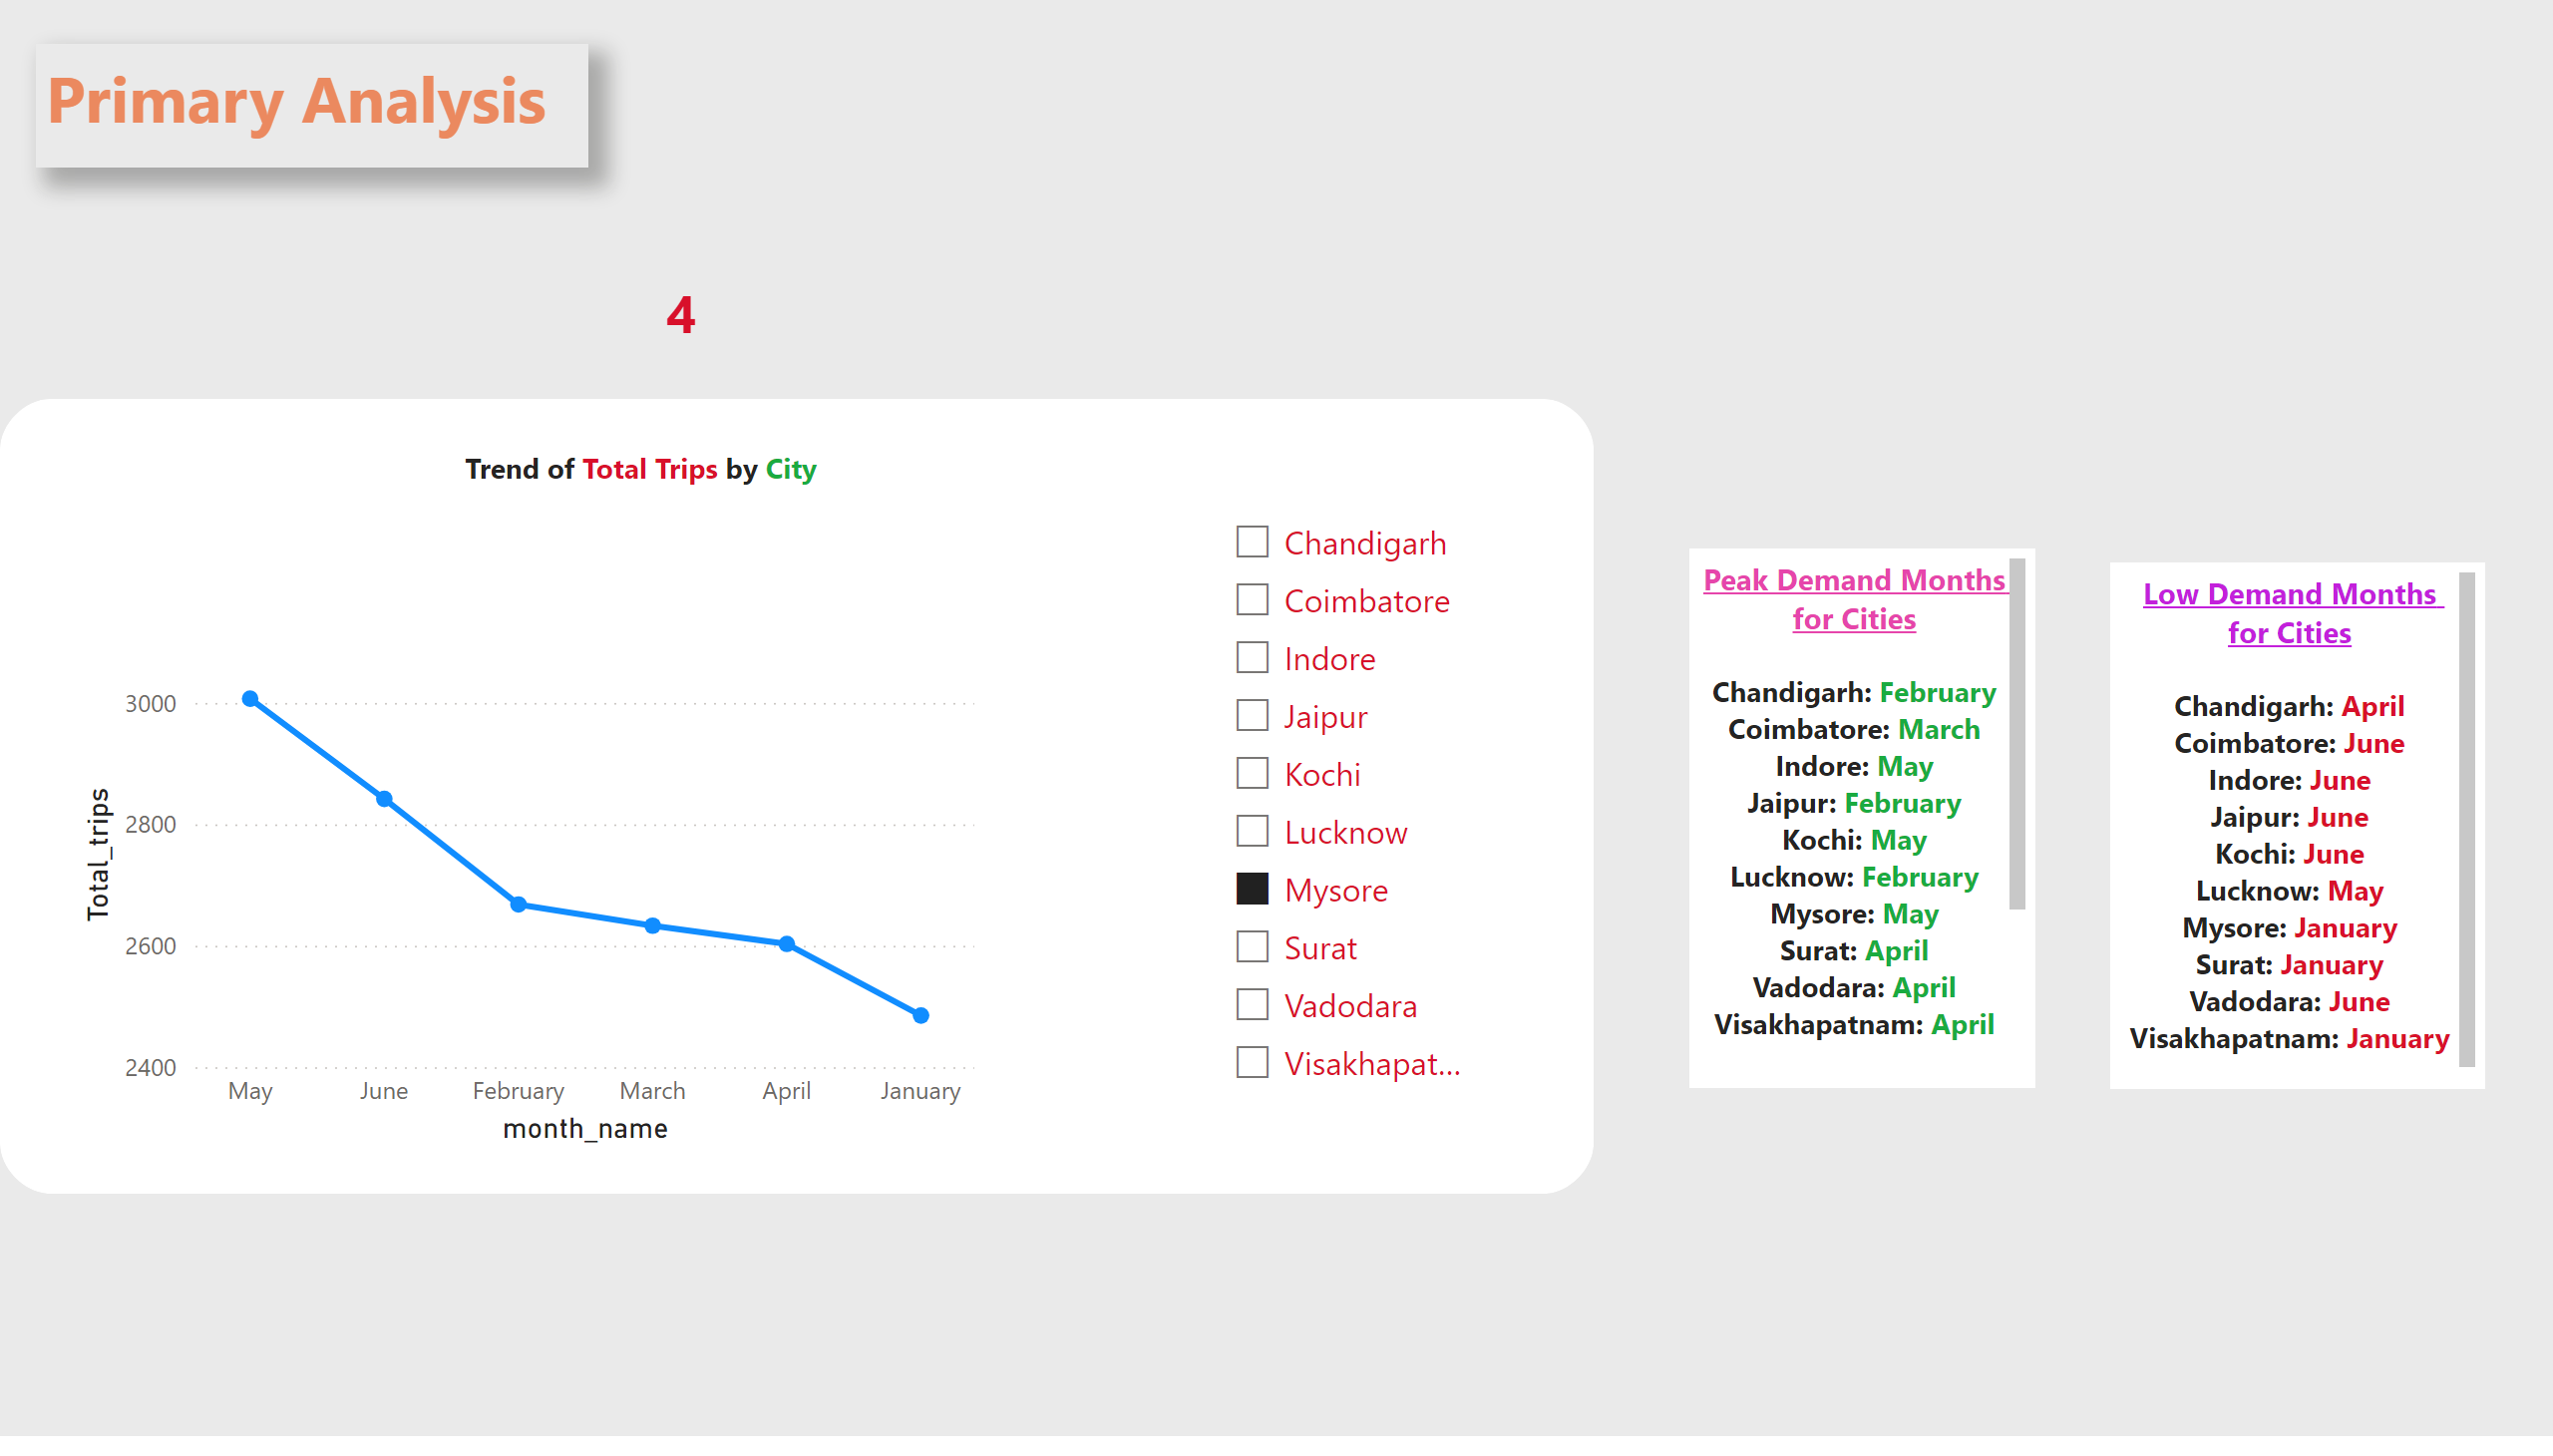 Primary Analysis
4
Trend of Total Trips by City
Total_trips
3000
2800
2600
2400
May June February March April January
month_name
Chandigarh
Coimbatore
Indore
Jaipur
Kochi
Lucknow
Mysore
Surat
Vadodara
Visakhapat...
Peak Demand Months
for Cities
Chandigarh: February
Coimbatore: March
Indore: May
Jaipur: February
Kochi: May
Lucknow: February
Mysore: May
Surat: April
Vadodara: April
Visakhapatnam: April
Low Demand Months
for Cities
Chandigarh: April
Coimbatore: June
Indore: June
Jaipur: June
Kochi: June
Lucknow: May
Mysore: January
Surat: January
Vadodara: June
Visakhapatnam: January